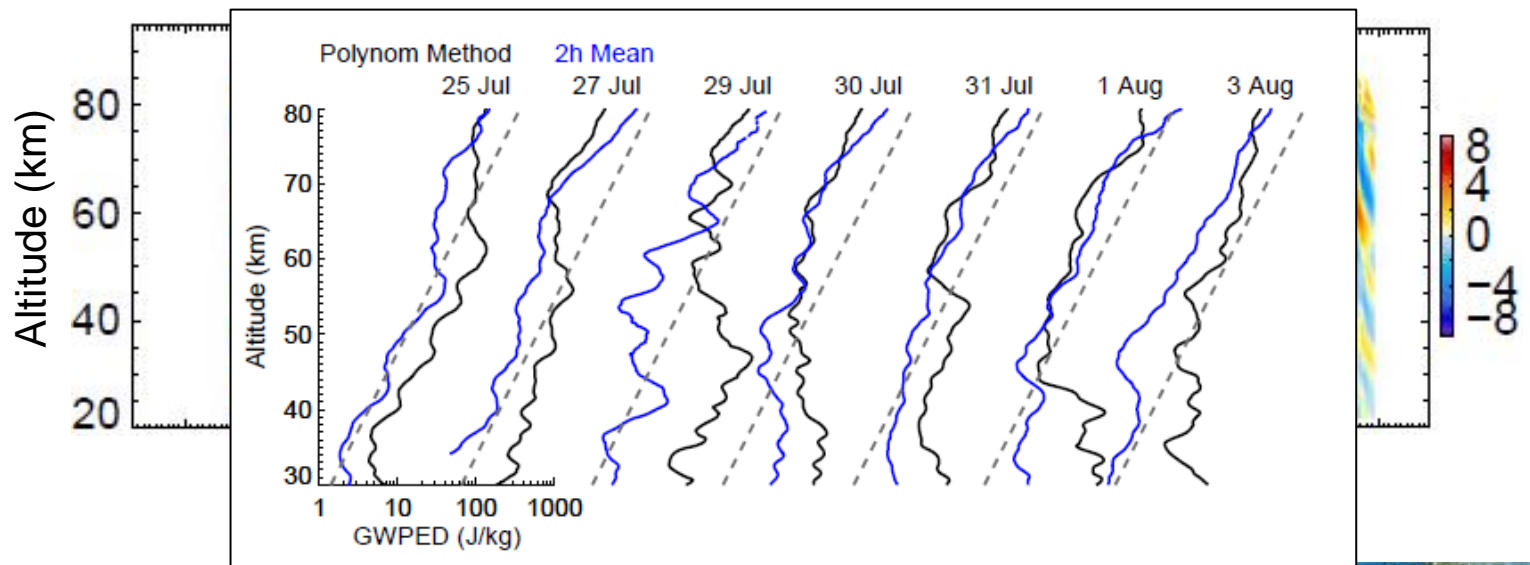 Polynom Method 2h Mean
25 Jul 27 Jul 29 Jul 30 Jul 31 Jul 1 Aug 3 Aug
Altitude (km)
80
60
40
20
Altitude (km)
80
70
60
50
40
30
1 10 100 1000
GWPED (J/kg)
8
4
0
−4
−8